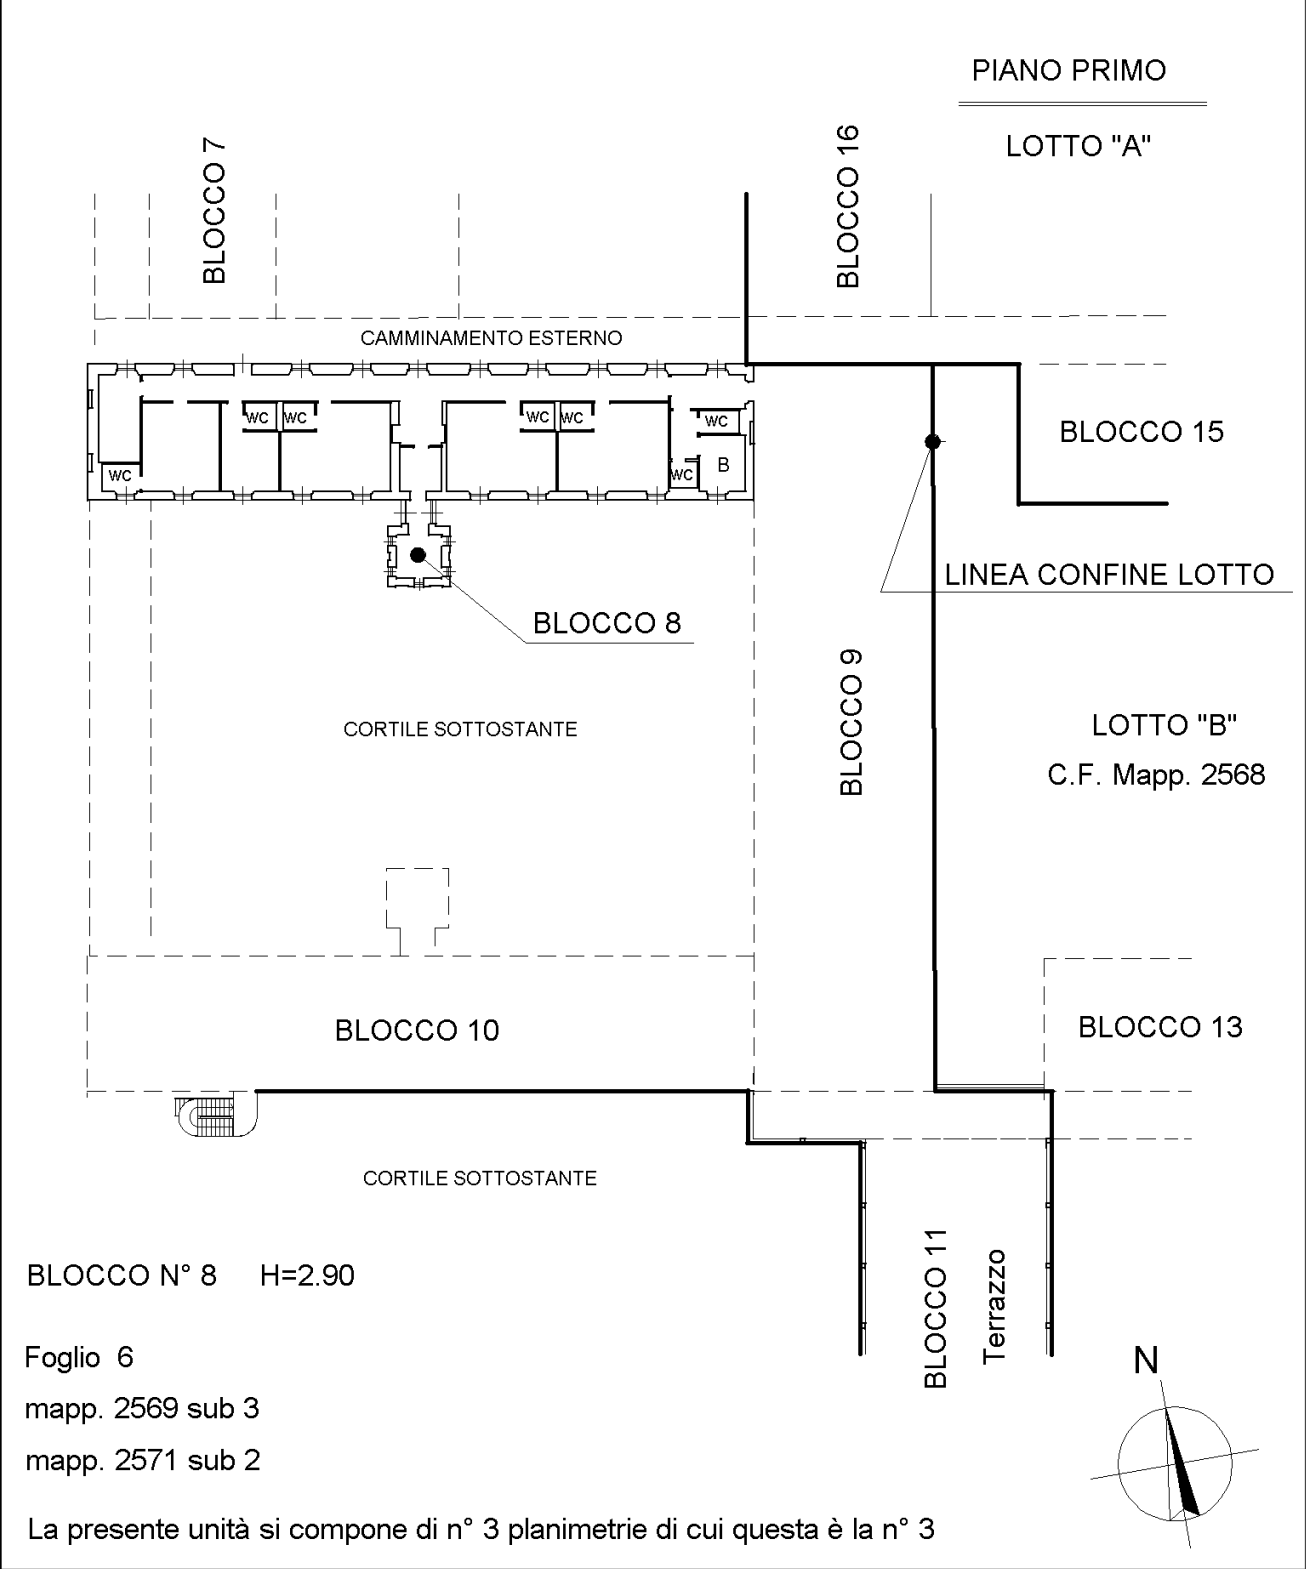 PIANO PRIMO
LOTTO "A"
BLOCCO 7
BLOCCO 16
CAMMINAMENTO ESTERNO
WC
WC
WC
WC
WC
BLOCCO 15
WC
WC
B
LINEA CONFINE LOTTO
BLOCCO 8
BLOCCO 9
CORTILE SOTTOSTANTE
LOTTO "B"
C.F. Mapp. 2568
BLOCCO 10
BLOCCO 13
CORTILE SOTTOSTANTE
BLOCCO 11
Terrazzo
BLOCCO N° 8 H=2.90
Foglio 6
mapp. 2569 sub 3
mapp. 2571 sub 2
N
La presente unità si compone di n° 3 planimetrie di cui questa è la n° 3